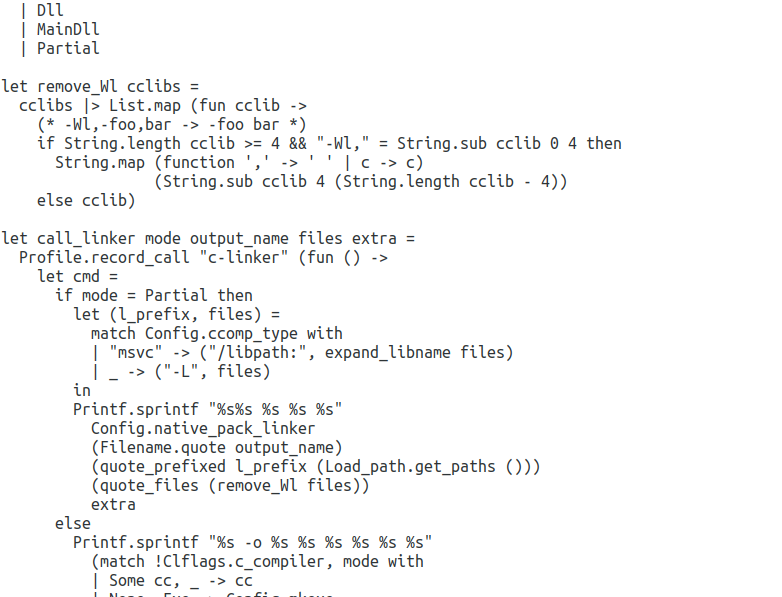 | Dll
  | MainDll
  | Partial

let remove_Wl cclibs =
  cclibs |> List.map (fun cclib ->
    (* -Wl,-foo,bar -> -foo bar *)
    if String.length cclib >= 4 && "-Wl," = String.sub cclib 0 4 then
      String.map (function ',' -> ' ' | c -> c)
                 (String.sub cclib 4 (String.length cclib - 4))
    else cclib)

let call_linker mode output_name files extra =
  Profile.record_call "c-linker" (fun () ->
    let cmd =
      if mode = Partial then
        let (l_prefix, files) =
          match Config.ccomp_type with
          | "msvc" -> ("/libpath:", expand_libname files)
          | _ -> ("-L", files)
        in
        Printf.sprintf "%s%s %s %s %s"
          Config.native_pack_linker
          (Filename.quote output_name)
          (quote_prefixed l_prefix (Load_path.get_paths ()))
          (quote_files (remove_Wl files))
          extra
      else
        Printf.sprintf "%s -o %s %s %s %s %s %s"
          (match !Clflags.c_compiler, mode with
          | Some cc, _ -> cc